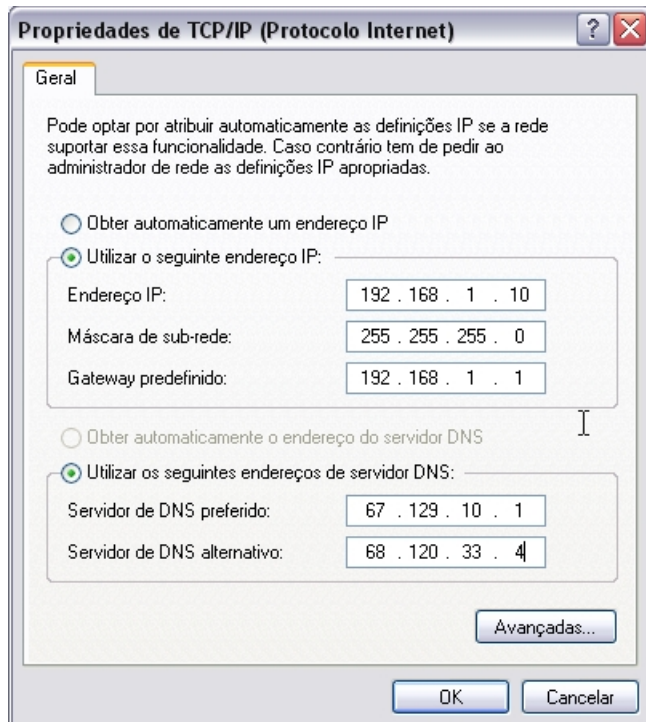 Propriedades de TCP/IP (Protocolo Internet)
Geral
Pode optar por atribuir automaticamente as definições IP se a rede
suportar essa funcionalidade. Caso contrário tem de pedir ao
administrador de rede as definições IP apropriadas.
Obter automaticamente um endereço IP
Utilizar o seguinte endereço IP:
Endereço IP: 192 . 168 . 1 . 10
Máscara de sub-rede: 255 . 255 . 255 . 0
Gateway predefinido: 192 . 168 . 1 . 1
Obter automaticamente o endereço do servidor DNS
Utilizar os seguintes endereços de servidor DNS:
Servidor de DNS preferido: 67 . 129 . 10 . 1
Servidor de DNS alternativo: 68 . 120 . 33 . 4
Avançadas...
OK Cancelar